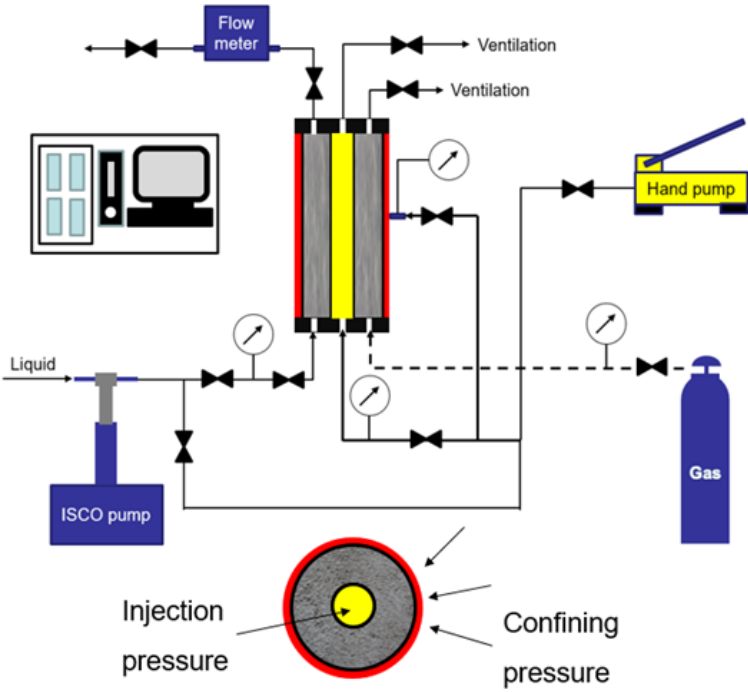 Flow
meter
Ventilation
Ventilation
Hand pump
Liquid
Gas
ISCO pump
Injection
pressure
Confining
pressure